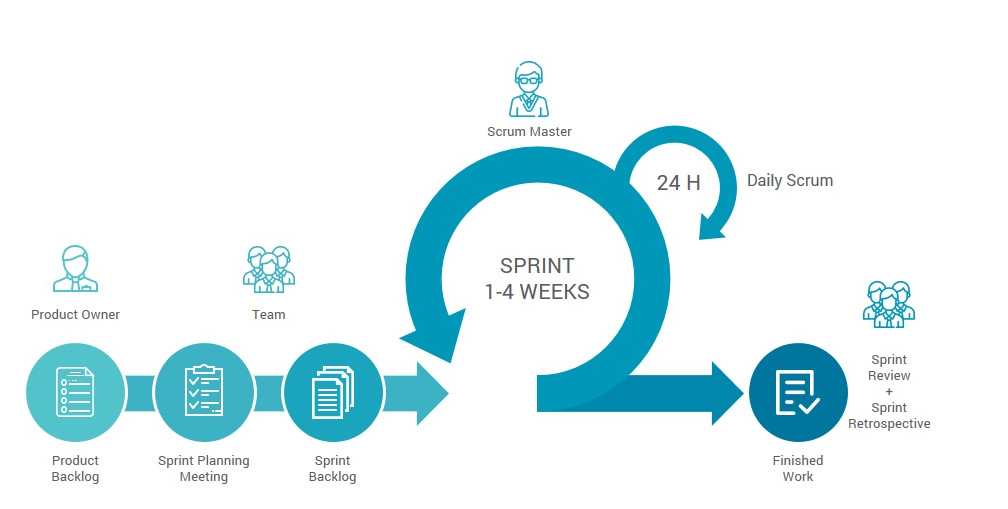 Scrum Master
24 H
Daily Scrum
SPRINT
1-4 WEEKS
Product Owner
Team
Product
Backlog
Sprint Planning
Meeting
Sprint
Backlog
Finished
Work
Sprint
Review
+
Sprint
Retrospective